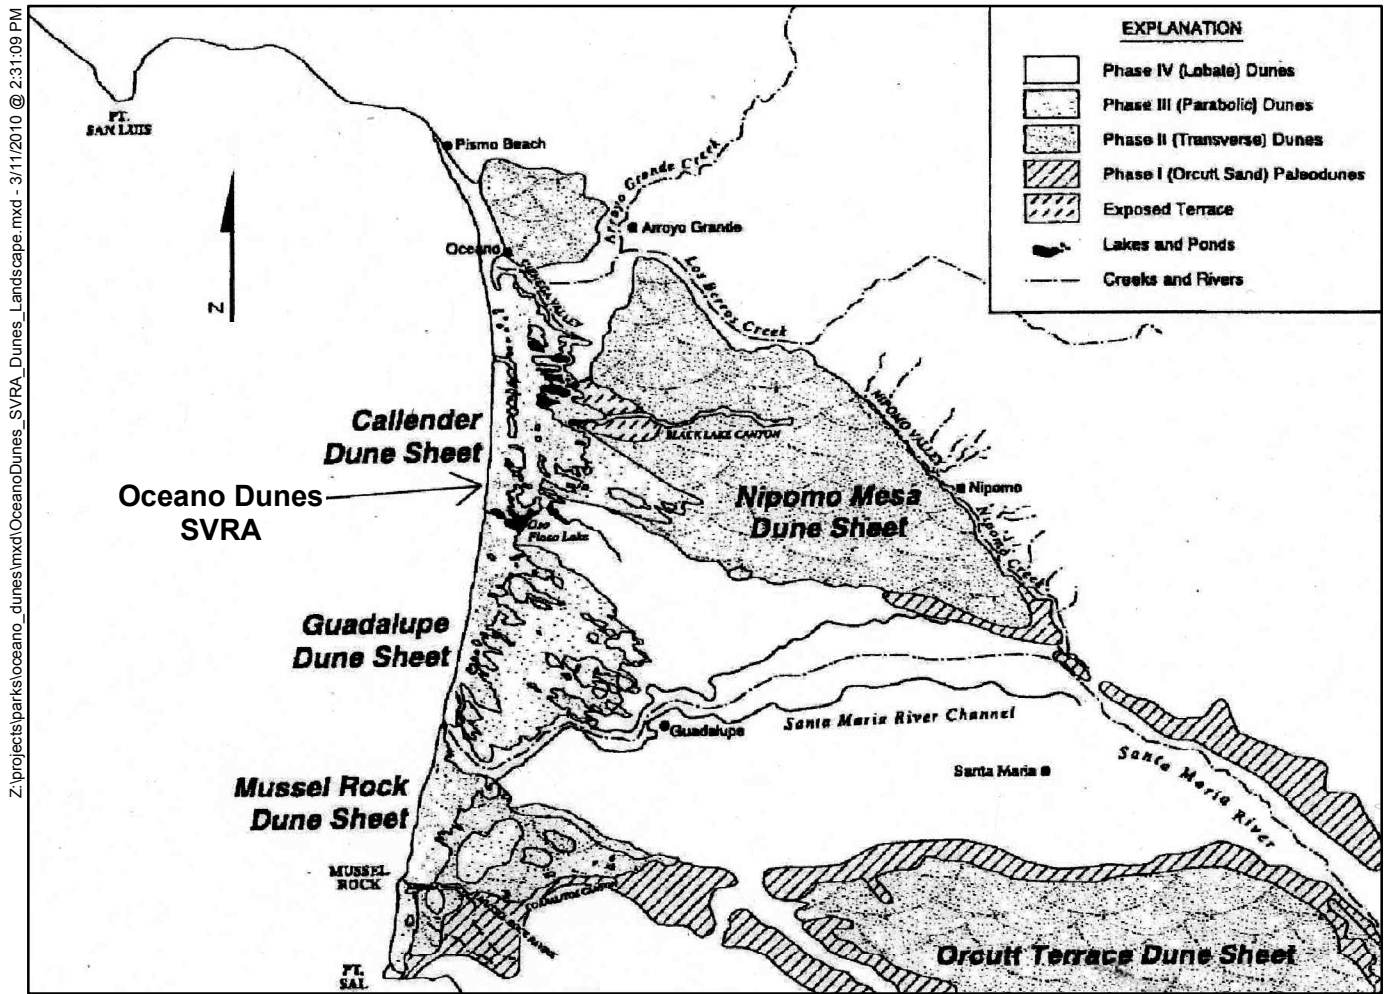 Z:\projects\parks\oceano_dunes\mxd\OceanoDunes_SVRA_Dunes_Landscape.mxd - 3/11/2010 @ 2:31:09 PM
EXPLANATION
Phase IV (Lobate) Dunes
Phase III (Parabolic) Dunes
Phase II (Transverse) Dunes
Phase I (Orcutt Sand) Paleodunes
Exposed Terrace
Lakes and Ponds
Creeks and Rivers
PT.
SAN LUIS
Pismo Beach
Arroyo Grande Creek
Arroyo Grande
Oceano
Z
CIENEGA VALLEY
Los Berros Creek
NIPOMO VALLEY
Callender
Dune Sheet
BLACK LAKE CANYON
Oceano Dunes
SVRA
Nipomo Mesa
Dune Sheet
Nipomo
Nipomo Creek
Oso
Flaco Lake
Guadalupe
Dune Sheet
Guadalupe
Santa Maria River Channel
Santa Maria
Santa Maria River
Mussel Rock
Dune Sheet
MUSSEL
ROCK
PT.
SAL
Orcutt Terrace Dune Sheet